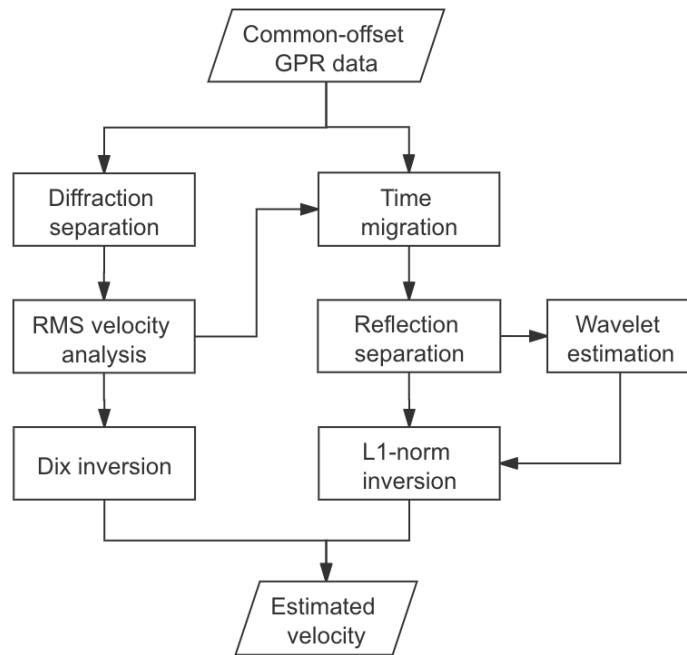 Common-offset
GPR data
Diffraction
separation
Time
migration
RMS velocity
analysis
Reflection
separation
Wavelet
estimation
Dix inversion
L1-norm
inversion
Estimated
velocity